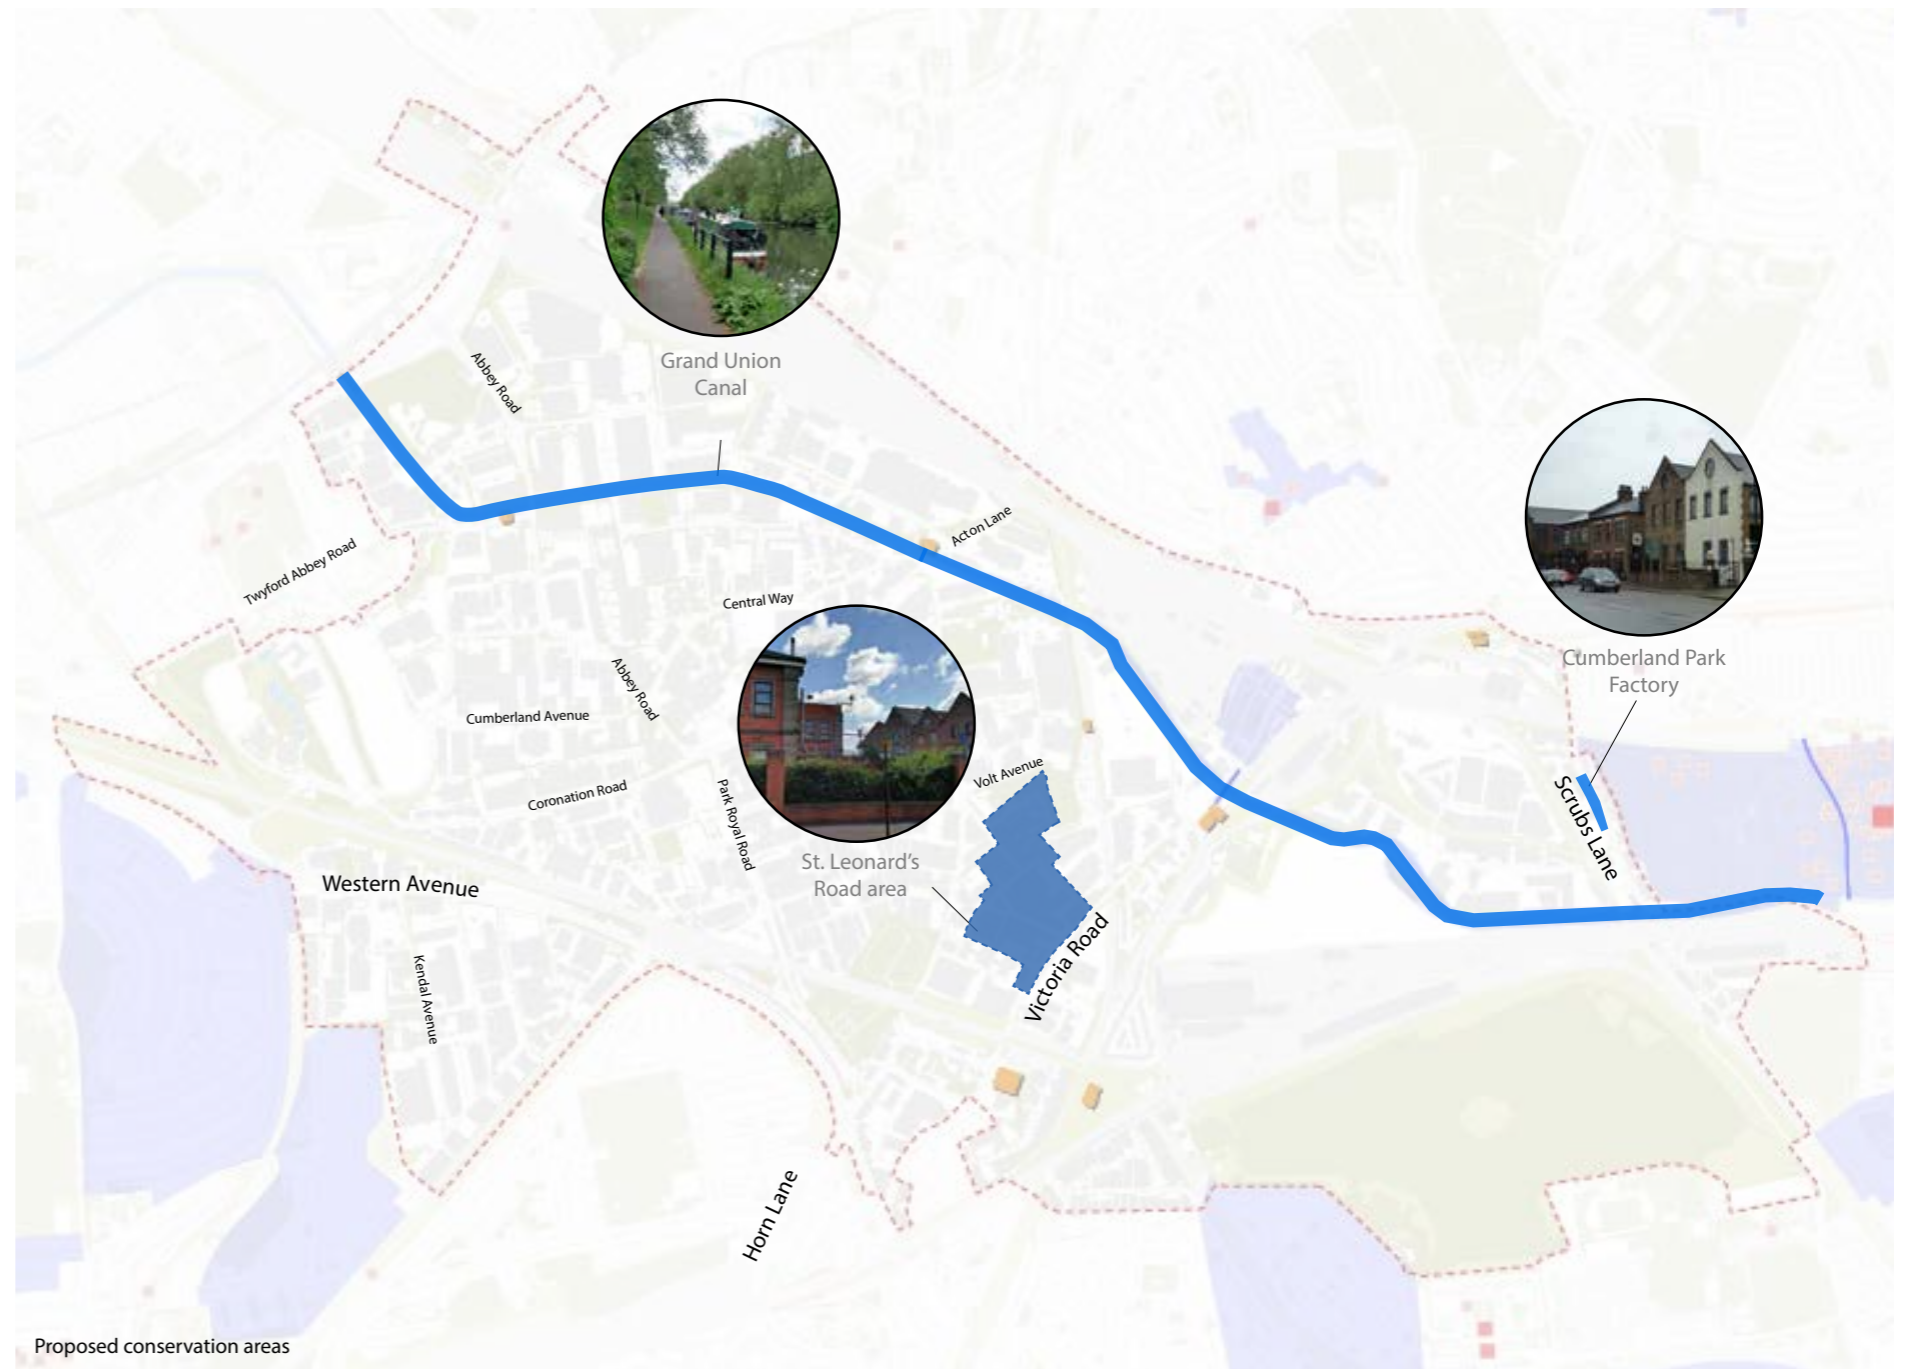 Grand Union
Canal
Abbey Road
Acton Lane
Twyford Abbey Road
Central Way
Cumberland Park
Factory
Abbey Road
Cumberland Avenue
Coronation Road
Park Royal Road
Volt Avenue
Scrubs Lane
St. Leonard's
Road area
Western Avenue
Victoria Road
Kendal Avenue
Horn Lane
Proposed conservation areas